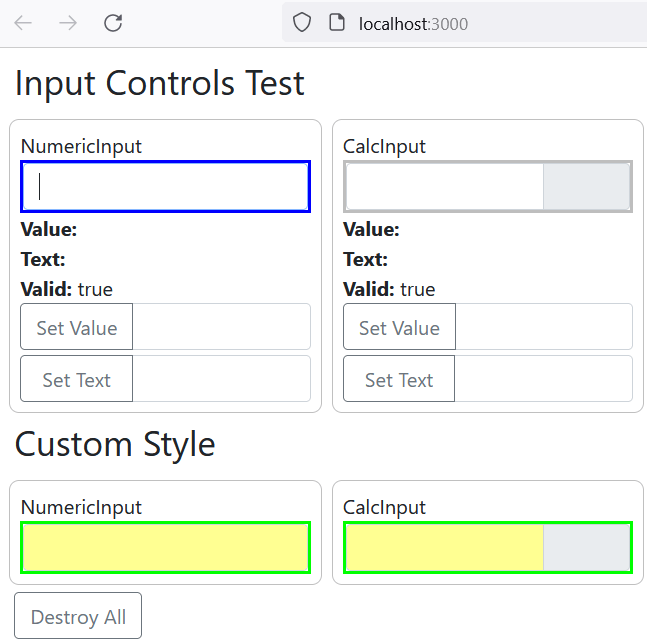 localhost:3000
Input Controls Test
NumericInput
Value:
Text:
Valid: true
Set Value
Set Text
CalcInput
Value:
Text:
Valid: true
Set Value
Set Text
Custom Style
NumericInput
CalcInput
Destroy All